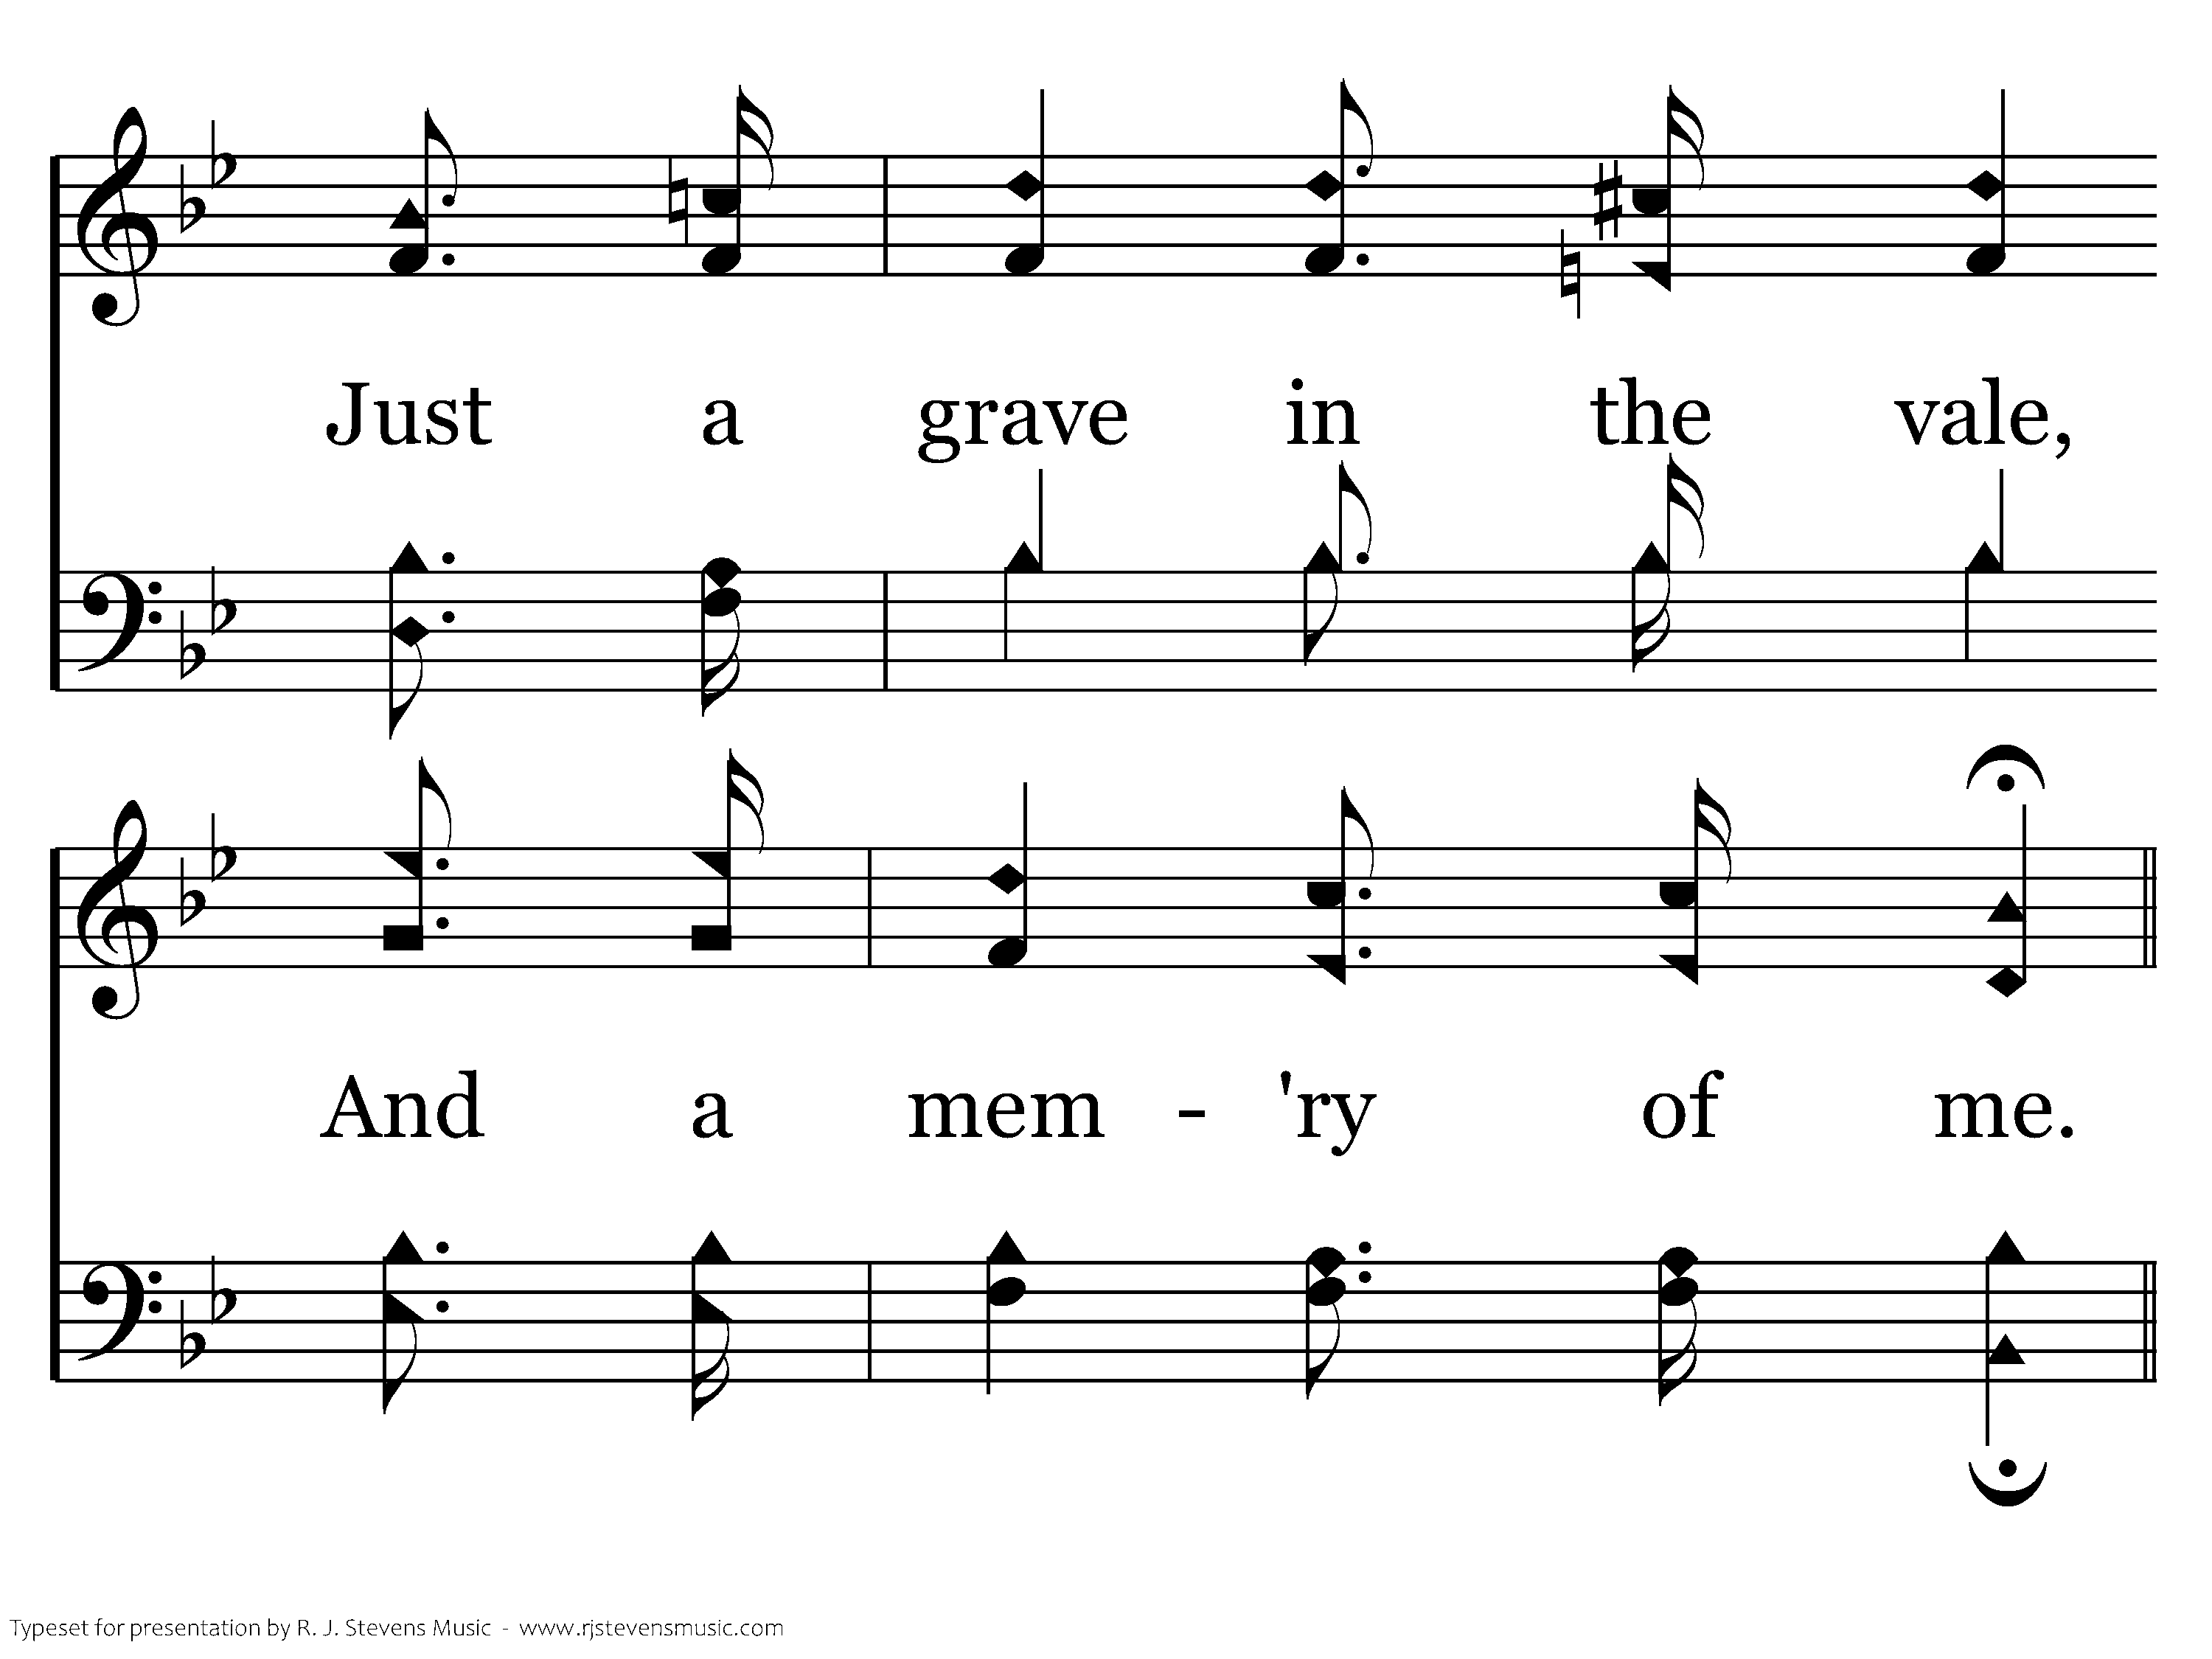 Just a grave in the vale,
And a mem - 'ry of me.
Typeset for presentation by R. J. Stevens Music - www.rjstevensmusic.com